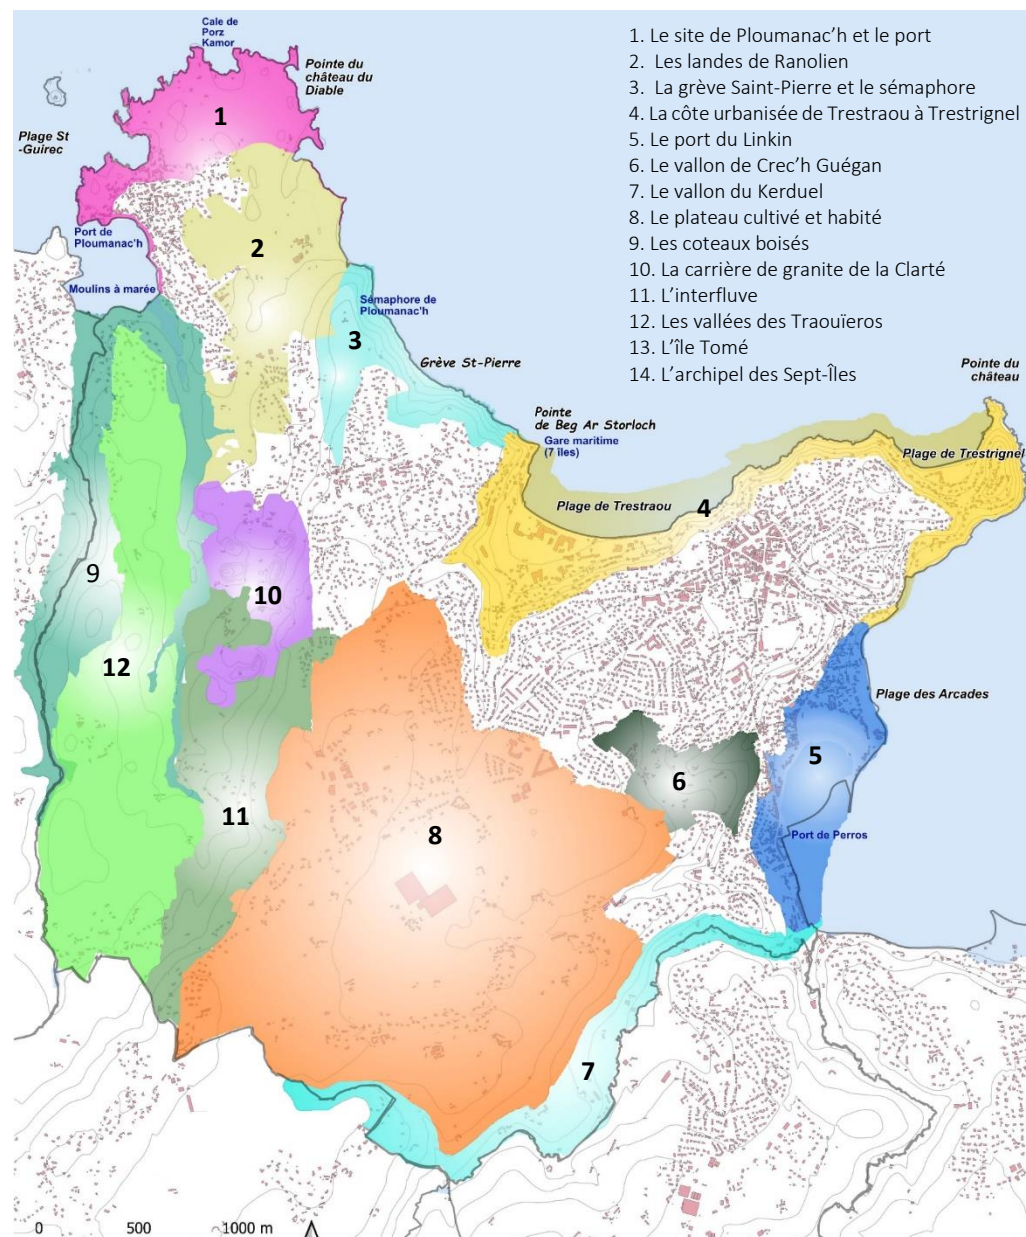 Cale de
Porz
Kamor
Pointe du
château du
Diable
1. Le site de Ploumanac’h et le port
2. Les landes de Ranolien
3. La grève Saint-Pierre et le sémaphore
4. La côte urbanisée de Trestraou à Trestrignel
5. Le port du Linkin
6. Le vallon de Crec’h Guégan
7. Le vallon du Kerduel
8. Le plateau cultivé et habité
9. Les coteaux boisés
10. La carrière de granite de la Clarté
11. L’interfluve
12. Les vallées des Traouïeros
13. L’île Tomé
14. L’archipel des Sept-Îles
1
Plage St
-Guirec
Port de
Ploumanac'h
2
Moulins à marée
Sémaphore de
Ploumanac'h
3
Grève St-Pierre
Pointe du
château
Pointe
de Beg Ar Storloch
Gare maritime
(7 îles)
Plage de Trestrignel
Plage de Trestraou
4
9
10
12
Plage des Arcades
5
6
11
8
Port de Perros
7
0
500
1000 m